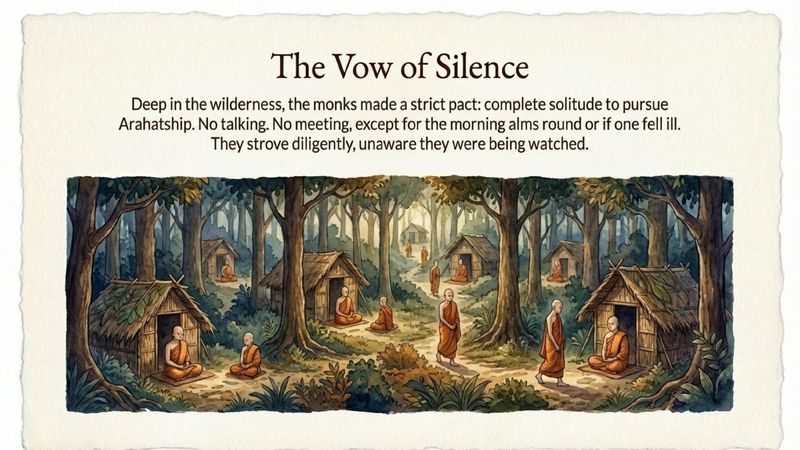 The Vow of Silence
Deep in the wilderness, the monks made a strict pact: complete solitude to pursue
Arahatship. No talking. No meeting, except for the morning alms round or if one fell ill.
They strove diligently, unaware they were being watched.